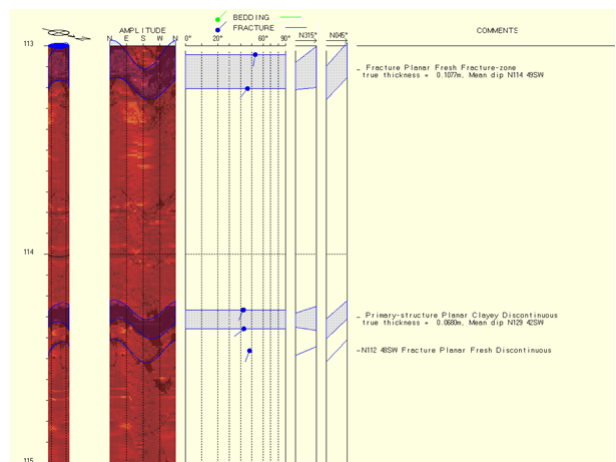 BEDDING
FRACTURE
AMPLITUDE
N E S W N
0° 20° 60° 90°
N315°
N045°
COMMENTS
113
- Fracture Planar Fresh Fracture-zone
true thickness = 0.1077m, Mean dip N114 49SW
114
- Primary-structure Planar Clayey Discontinuous
true thickness = 0.0680m, Mean dip N129 42SW
-N112 48SW Fracture Planar Fresh Discontinuous
115